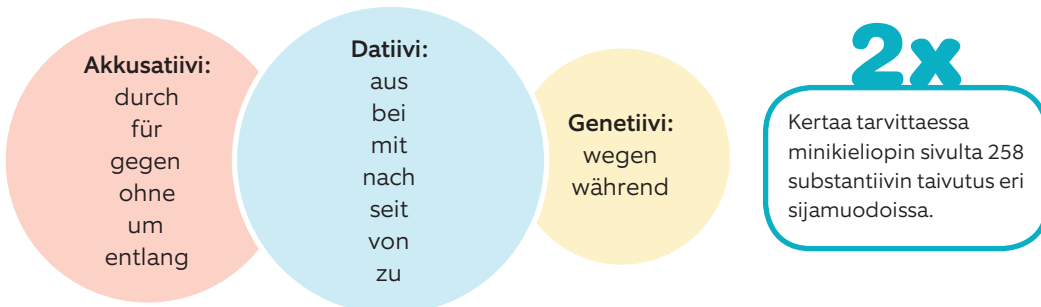 Akkusatiivi:
durch
für
gegen
ohne
um
entlang
Datiivi:
aus
bei
mit
nach
seit
von
zu
Genetiivi:
wegen
während
2x
Kertaa tarvittaessa
minikieliopin sivulta 258
substantiivin taivutus eri
sijamuodoissa.